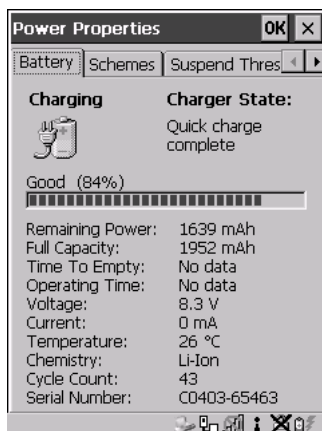 Power Properties OK ×
Battery Schemes Suspend Thres
Charging Charger State:
Quick charge
complete
Good (84%)
Remaining Power: 1639 mAh
Full Capacity: 1952 mAh
Time To Empty: No data
Operating Time: No data
Voltage: 8.3 V
Current: 0 mA
Temperature: 26 °C
Chemistry: Li-Ion
Cycle Count: 43
Serial Number: C0403-65463